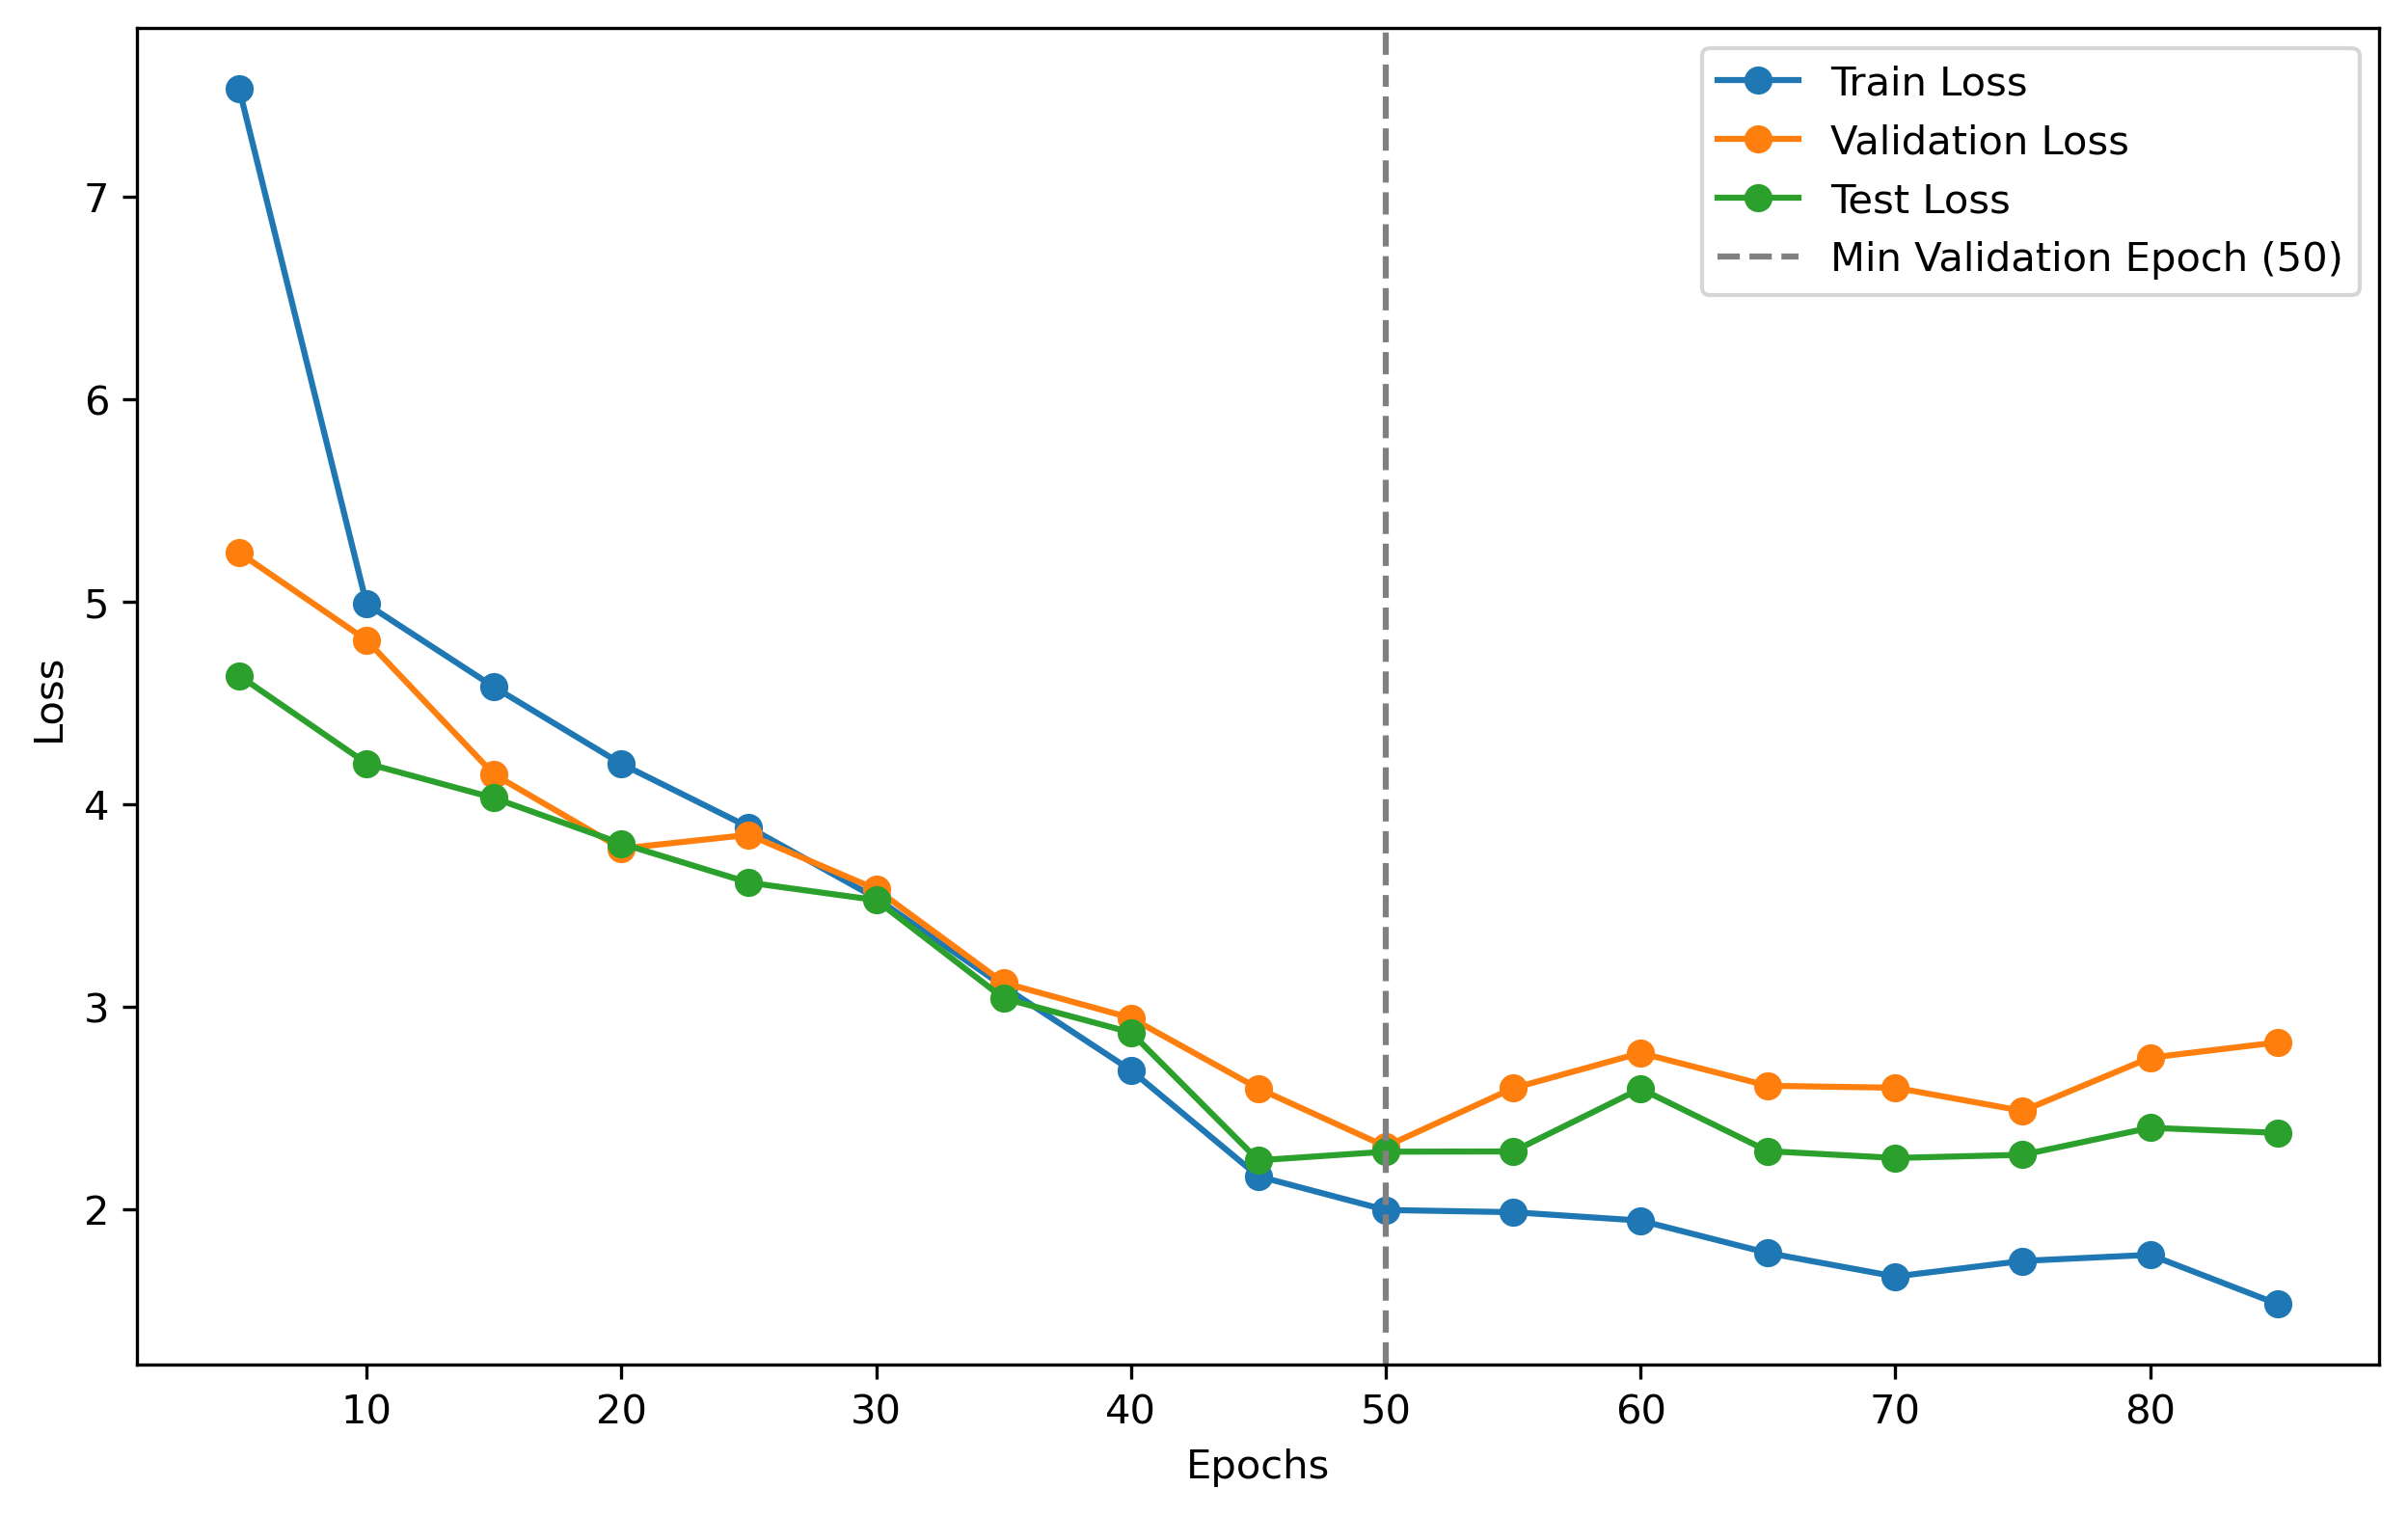 Train Loss
Validation Loss
Test Loss
Min Validation Epoch (50)
7
6
5
4
3
2
Loss
10 20 30 40 50 60 70 80
Epochs